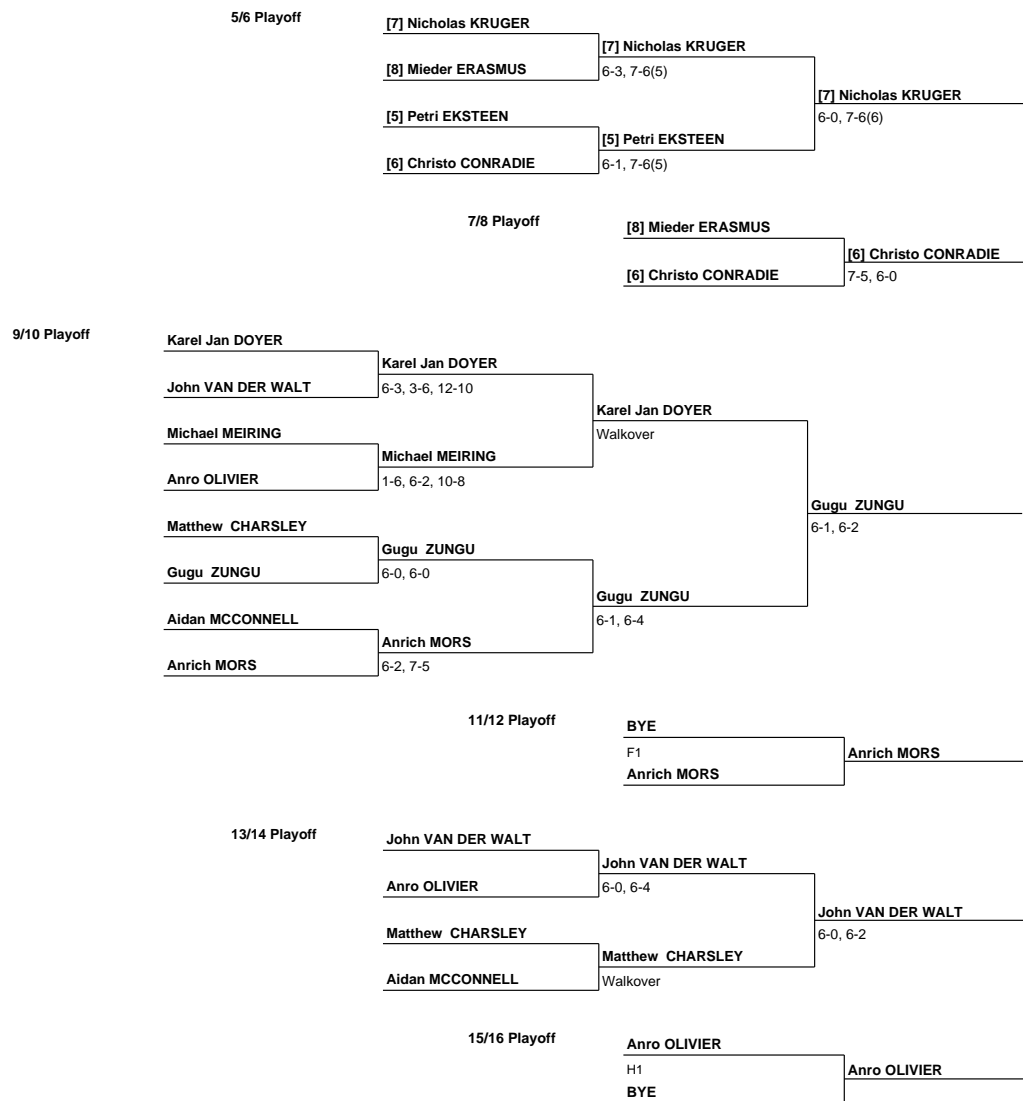 5/6 Playoff
[7] Nicholas KRUGER
[7] Nicholas KRUGER
[8] Mieder ERASMUS
6-3, 7-6(5)
[7] Nicholas KRUGER
[5] Petri EKSTEEN
6-0, 7-6(6)
[5] Petri EKSTEEN
[6] Christo CONRADIE
6-1, 7-6(5)
7/8 Playoff
[8] Mieder ERASMUS
[6] Christo CONRADIE
[6] Christo CONRADIE
7-5, 6-0
9/10 Playoff
Karel Jan DOYER
Karel Jan DOYER
John VAN DER WALT
6-3, 3-6, 12-10
Karel Jan DOYER
Michael MEIRING
Walkover
Michael MEIRING
Anro OLIVIER
1-6, 6-2, 10-8
Gugu ZUNGU
Matthew CHARSLEY
6-1, 6-2
Gugu ZUNGU
Gugu ZUNGU
6-0, 6-0
Gugu ZUNGU
Aidan MCCONNELL
6-1, 6-4
Anrich MORS
Anrich MORS
6-2, 7-5
11/12 Playoff
BYE
F1
Anrich MORS
Anrich MORS
13/14 Playoff
John VAN DER WALT
John VAN DER WALT
Anro OLIVIER
6-0, 6-4
John VAN DER WALT
Matthew CHARSLEY
6-0, 6-2
Matthew CHARSLEY
Aidan MCCONNELL
Walkover
15/16 Playoff
Anro OLIVIER
H1
Anro OLIVIER
BYE